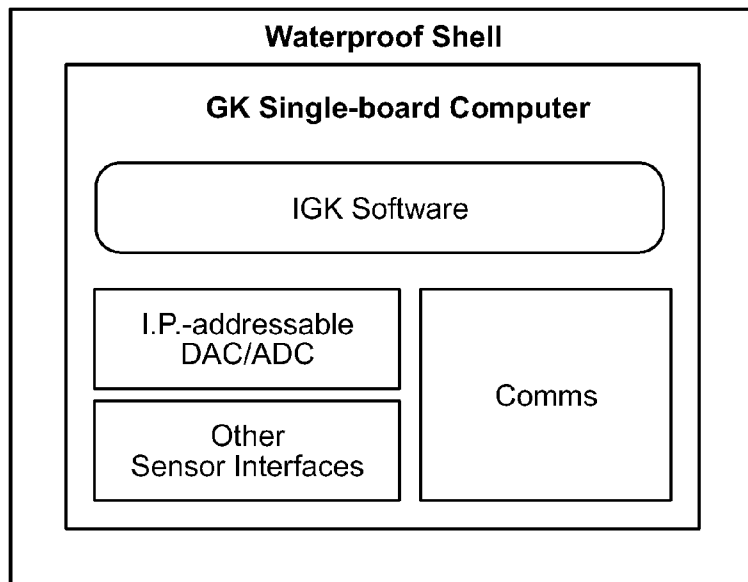 Waterproof Shell
GK Single-board Computer
IGK Software
I.P.-addressable
DAC/ADC
Other
Sensor Interfaces
Comms